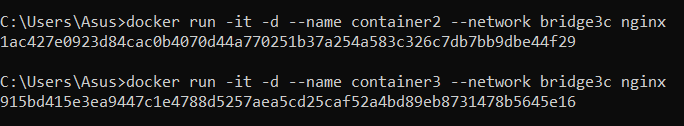 C:\Users\Asus>docker run -it -d --name container2 --network bridge3c nginx
1ac427e0923d84cac0b4070d44a770251b37a254a583c326c7db7bb9dbe44f29
C:\Users\Asus>docker run -it -d --name container3 --network bridge3c nginx
915bd415e3ea9447c1e4788d5257aea5cd25caf52a4bd89eb8731478b5645e16